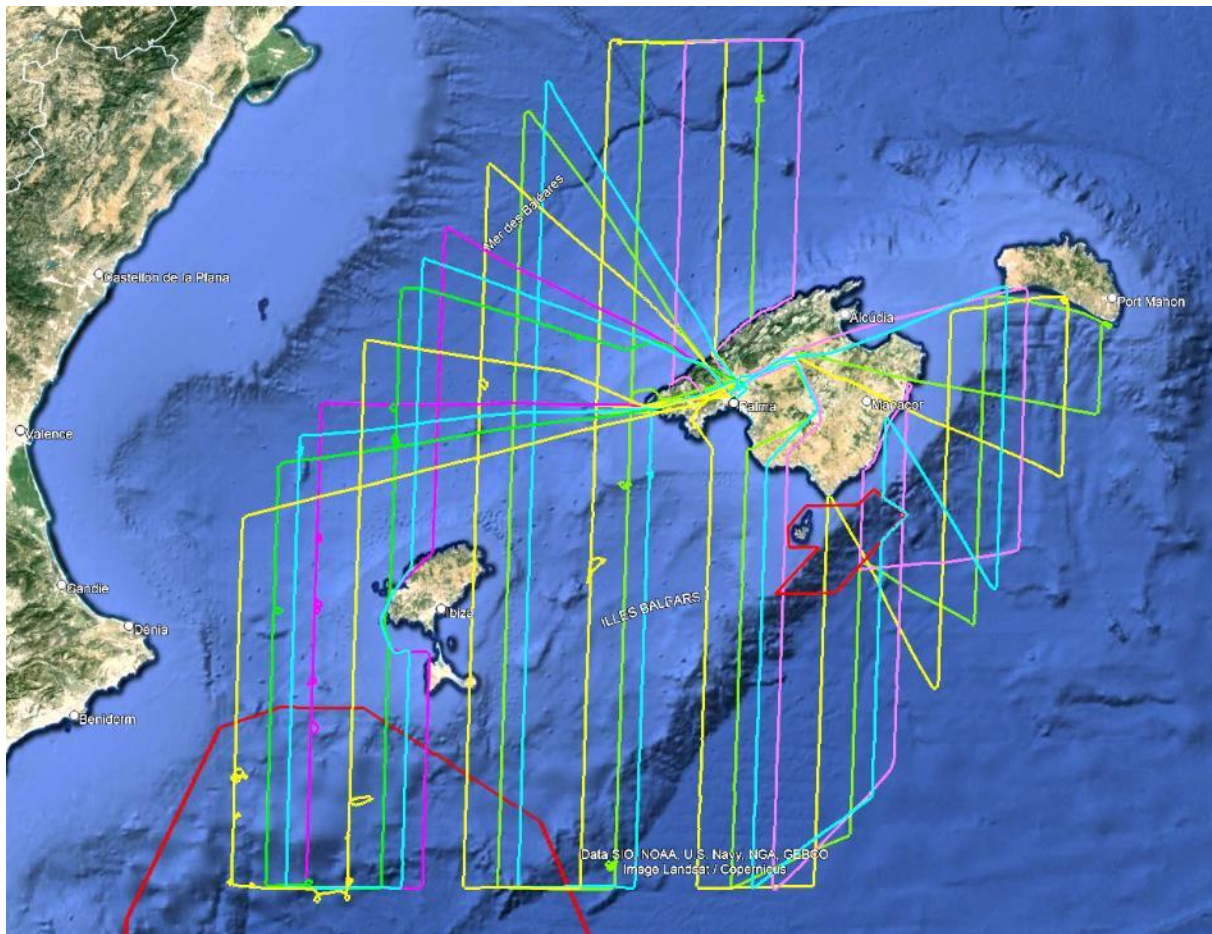 Mer des Baléares
Castellón de la Plana
Port Mahon
Alcúdia
Palma
Manacor
Valence
Gandie
Ibiza
ILLES BALEARS
Dénia
Benidorm
Data SIO, NOAA, U.S. Navy, NGA, GEBCO
Image Landsat / Copernicus